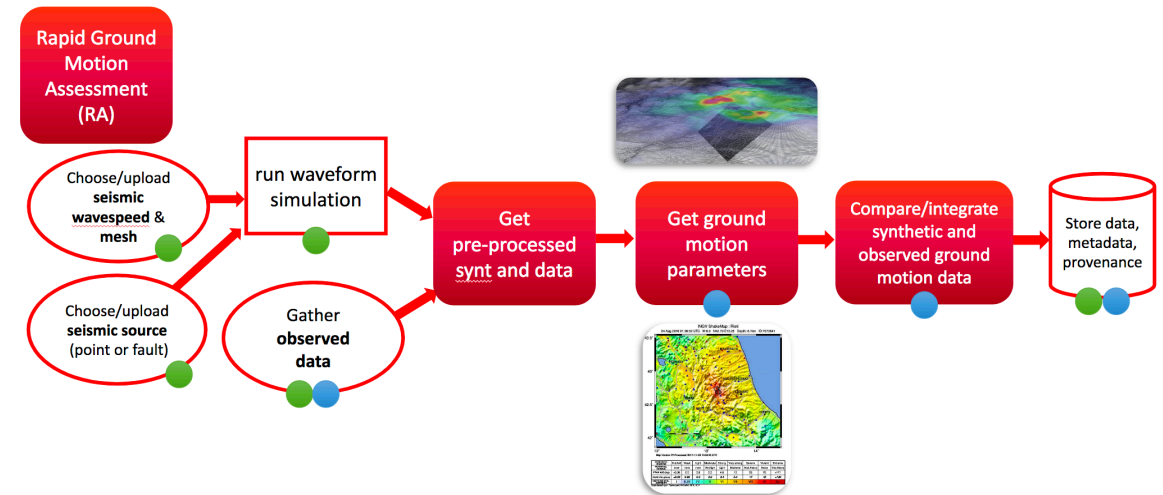 Rapid Ground
Motion
Assessment
(RA)
Choose/upload
seismic
wavespeed &
mesh
Choose/upload
seismic source
(point or fault)
run waveform
simulation
Gather
observed
data
Get
pre-processed
synt and data
Get ground
motion
parameters
Compare/integrate
synthetic and
observed ground
motion data
Store data,
metadata,
provenance